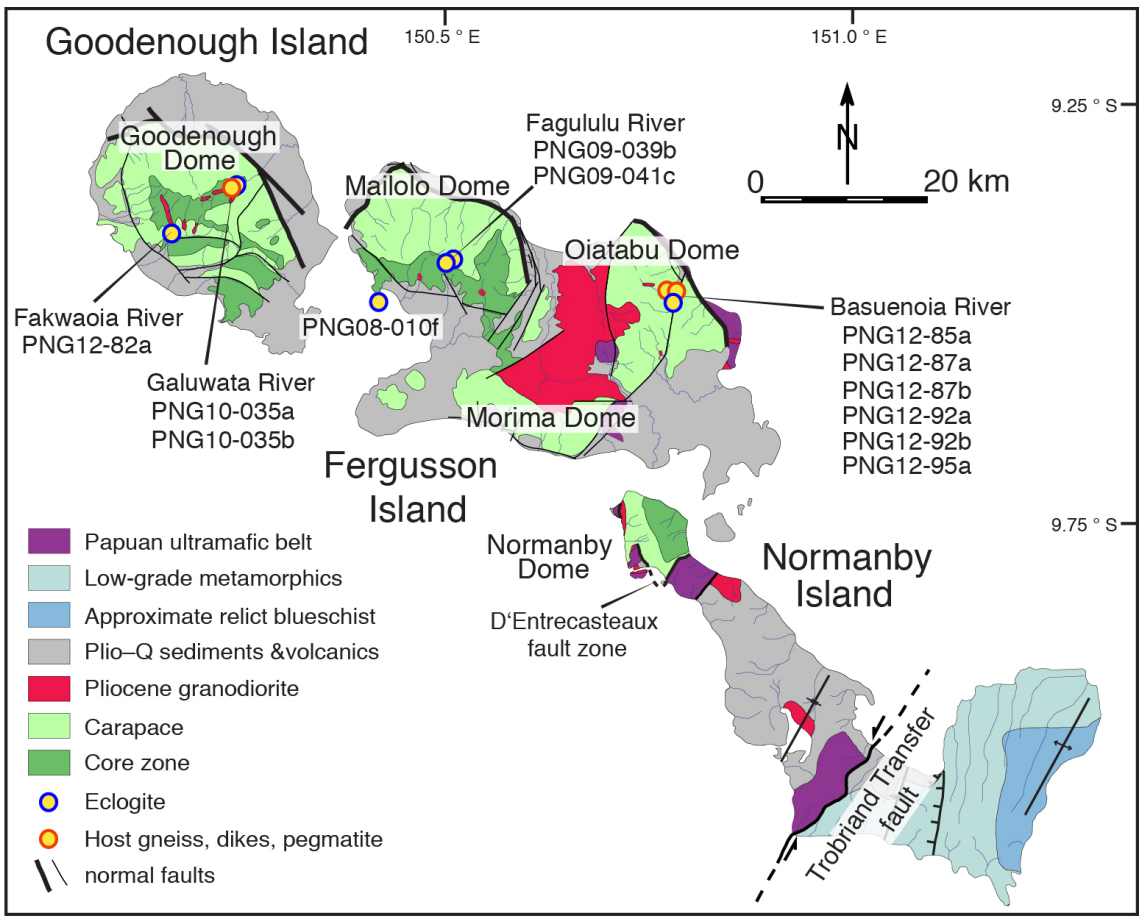 Goodenough Island
150.5 ° E
151.0 ° E
9.25 ° S
N
0 20 km
Goodenough
Dome
Mailolo Dome
Fagululu River
PNG09-039b
PNG09-041c
Oiatabu Dome
Fakwaoia River
PNG12-82a
PNG08-010f
Galuwata River
PNG10-035a
PNG10-035b
Basuenoia River
PNG12-85a
PNG12-87a
PNG12-87b
PNG12-92a
PNG12-92b
PNG12-95a
Morima Dome
Fergusson
Island
9.75 ° S
Normanby
Dome
Normanby
Island
D'Entrecasteaux
fault zone
Trobriand Transfer
fault
Papuan ultramafic belt
Low-grade metamorphics
Approximate relict blueschist
Plio–Q sediments &volcanics
Pliocene granodiorite
Carapace
Core zone
Eclogite
Host gneiss, dikes, pegmatite
normal faults